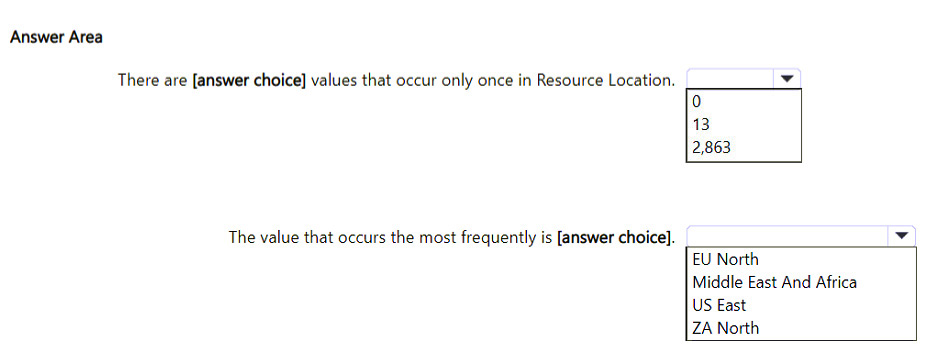 Answer Area
There are [answer choice] values that occur only once in Resource Location.
0
13
2,863
The value that occurs the most frequently is [answer choice].
EU North
Middle East And Africa
US East
ZA North